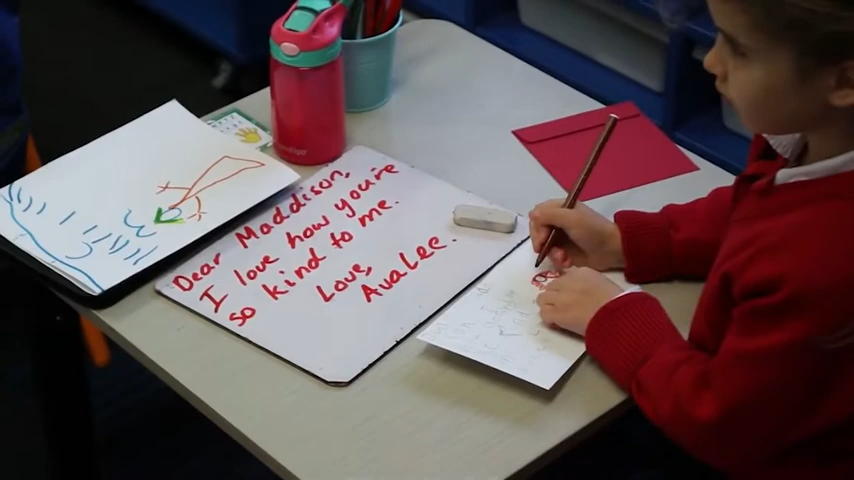 Dear Maddison,
I love how you're
so kind to me.
Love,
Avalee.